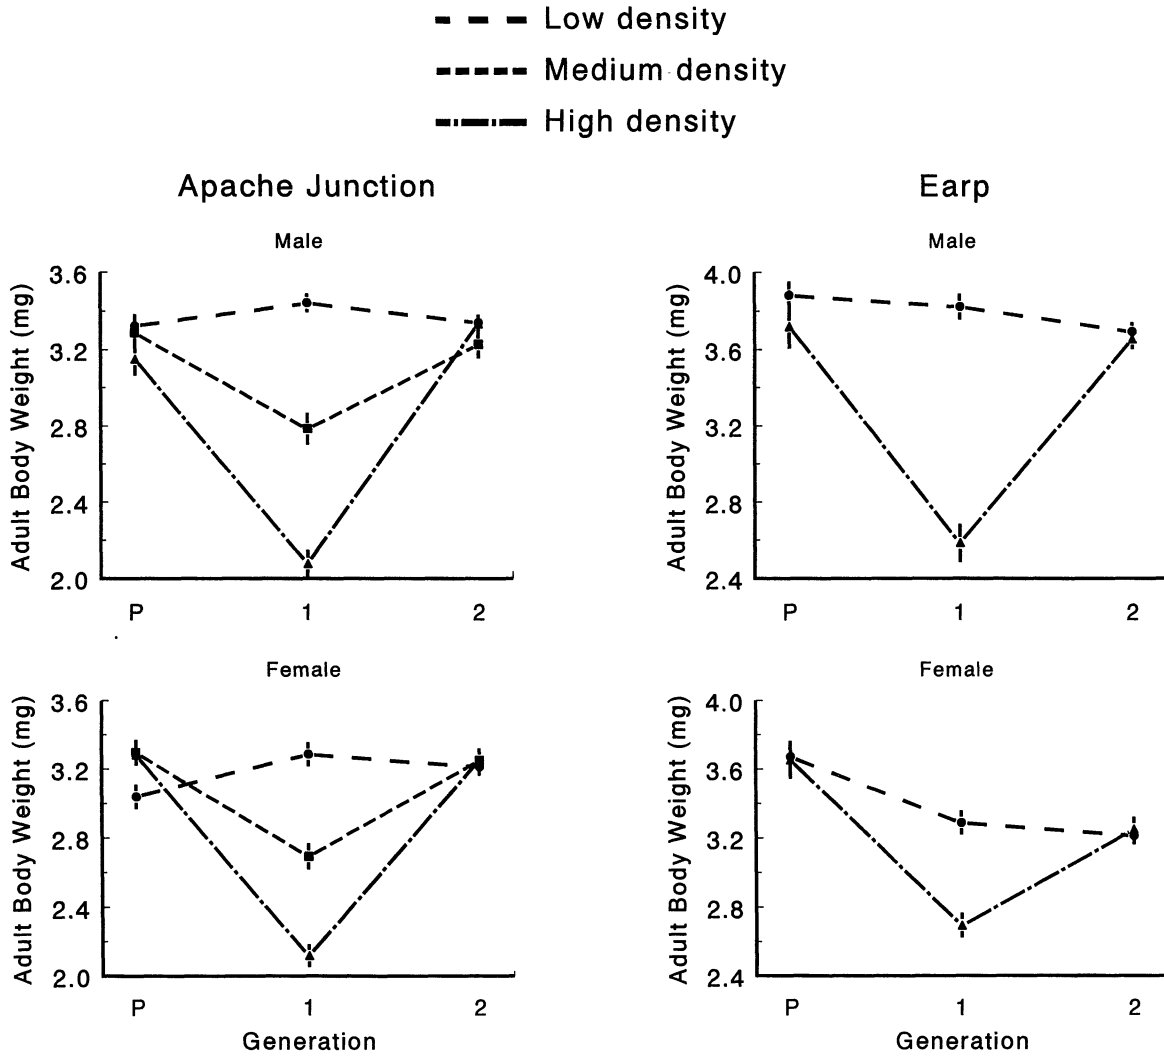 Low density
Medium density
High density
Apache Junction
Earp
Male
Male
Adult Body Weight (mg)
3.6
3.2
2.8
2.4
2.0
P 1 2
Adult Body Weight (mg)
4.0
3.6
3.2
2.8
2.4
P 1 2
Female
Female
Adult Body Weight (mg)
3.6
3.2
2.8
2.4
2.0
P 1 2
Generation
Adult Body Weight (mg)
4.0
3.6
3.2
2.8
2.4
P 1 2
Generation